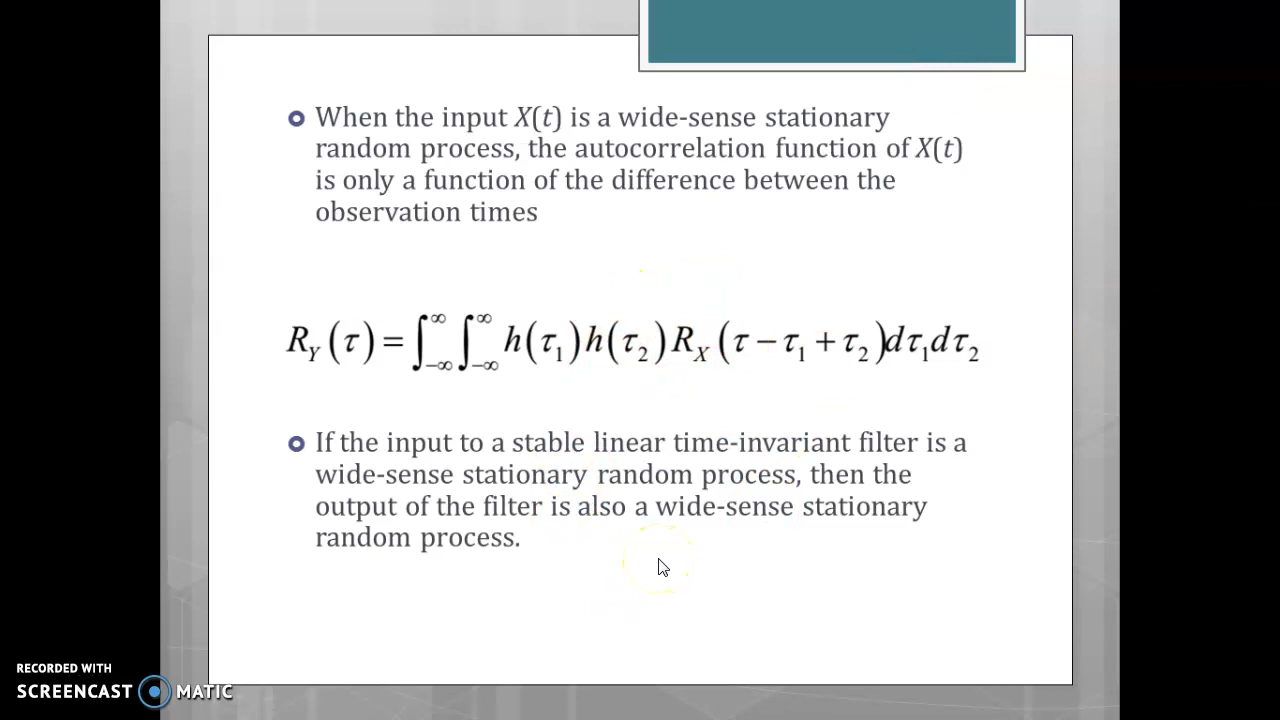 When the input X(t) is a wide-sense stationary
random process, the autocorrelation function of X(t)
is only a function of the difference between the
observation times
R_Y(τ) = ∫_{-∞}^{∞} ∫_{-∞}^{∞} h(τ_1)h(τ_2)R_X(τ − τ_1 + τ_2)dτ_1dτ_2
If the input to a stable linear time-invariant filter is a
wide-sense stationary random process, then the
output of the filter is also a wide-sense stationary
random process.
RECORDED WITH
SCREENCAST MATIC